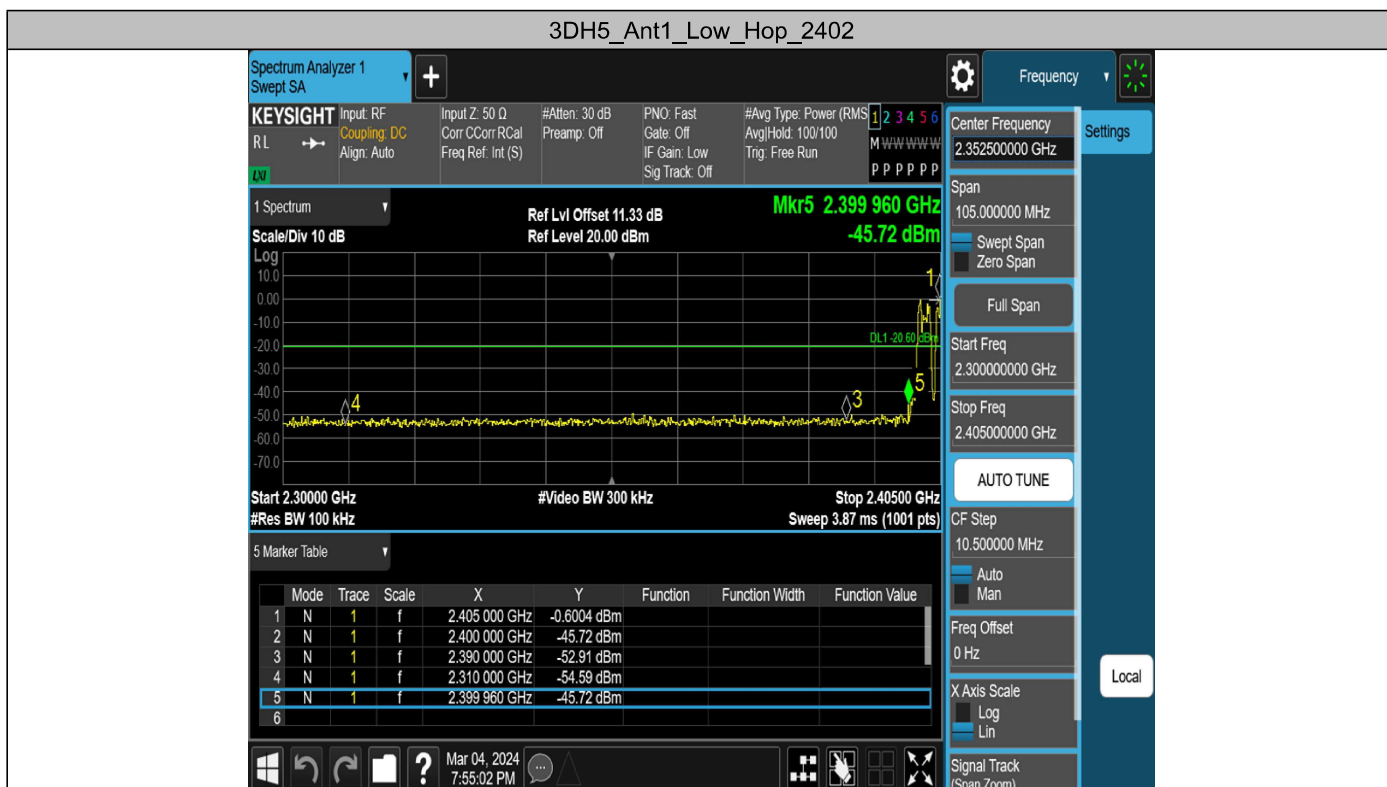 3DH5_Ant1_Low_Hop_2402
Spectrum Analyzer 1
Swept SA
+
Frequency
KEYSIGHT
RL
LXI
Input: RF
Coupling: DC
Align: Auto
Input Z: 50 Ω
Corr CCorr RCal
Freq Ref: Int (S)
#Atten: 30 dB
Preamp: Off
PNO: Fast
Gate: Off
IF Gain: Low
Sig Track: Off
#Avg Type: Power (RMS
Avg|Hold: 100/100
Trig: Free Run
1 2 3 4 5 6
M W W W W W
P P P P P P
Center Frequency
2.352500000 GHz
Settings
Span
105.000000 MHz
Swept Span
Zero Span
Full Span
Start Freq
2.300000000 GHz
Stop Freq
2.405000000 GHz
AUTO TUNE
CF Step
10.500000 MHz
Auto
Man
Freq Offset
0 Hz
X Axis Scale
Log
Lin
Local
Signal Track
(Span Zoom)
1 Spectrum
Scale/Div 10 dB
Ref Lvl Offset 11.33 dB
Ref Level 20.00 dBm
Mkr5 2.399 960 GHz
-45.72 dBm
Log
10.0
0.00
-10.0
-20.0
-30.0
-40.0
-50.0
-60.0
-70.0
1
DL1 -20.60 dBm
5
3
4
Start 2.30000 GHz
#Res BW 100 kHz
#Video BW 300 kHz
Stop 2.40500 GHz
Sweep 3.87 ms (1001 pts)
5 Marker Table
Mode Trace Scale X Y Function Function Width Function Value
1 N 1 f 2.405 000 GHz -0.6004 dBm
2 N 1 f 2.400 000 GHz -45.72 dBm
3 N 1 f 2.390 000 GHz -52.91 dBm
4 N 1 f 2.310 000 GHz -54.59 dBm
5 N 1 f 2.399 960 GHz -45.72 dBm
6
?
Mar 04, 2024
7:55:02 PM